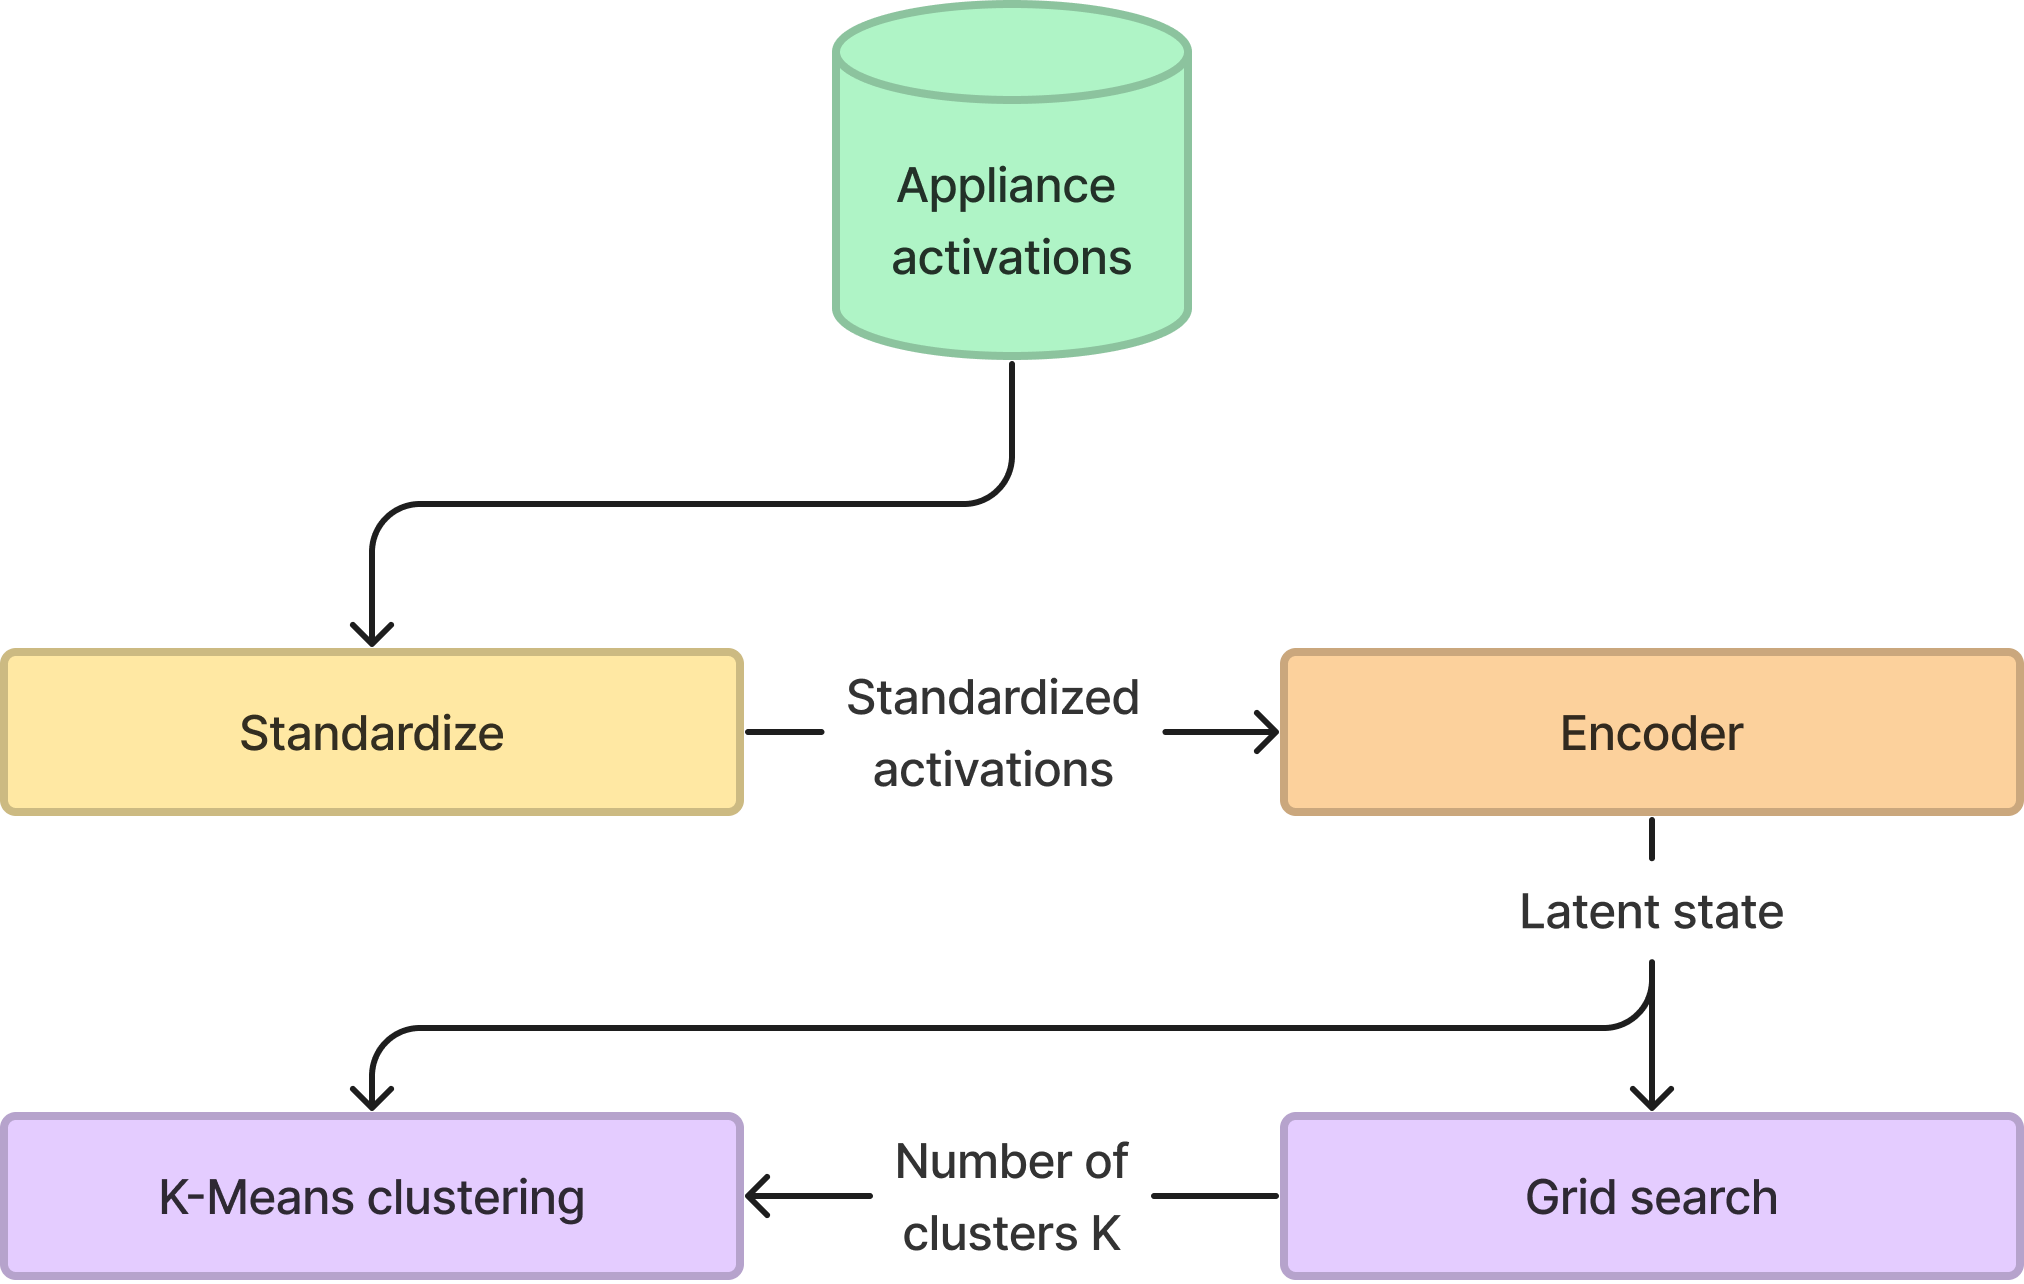 Appliance
activations
Standardize
Standardized
activations
Encoder
Latent state
K-Means clustering
Number of
clusters K
Grid search